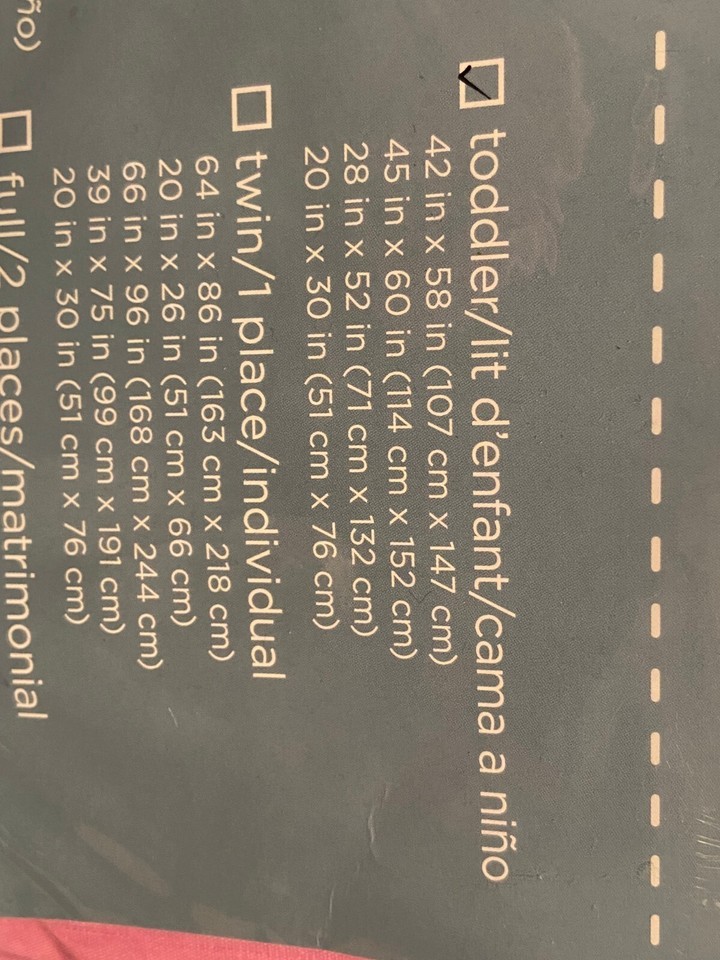 toddler/lit d'enfant/cama a niño
42 in x 58 in (107 cm x 147 cm)
45 in x 60 in (114 cm x 152 cm)
28 in x 52 in (71 cm x 132 cm)
20 in x 30 in (51 cm x 76 cm)
twin/1 place/individual
64 in x 86 in (163 cm x 218 cm)
20 in x 26 in (51 cm x 66 cm)
66 in x 96 in (168 cm x 244 cm)
39 in x 75 in (99 cm x 191 cm)
20 in x 30 in (51 cm x 76 cm)
full/2 places/matrimonial